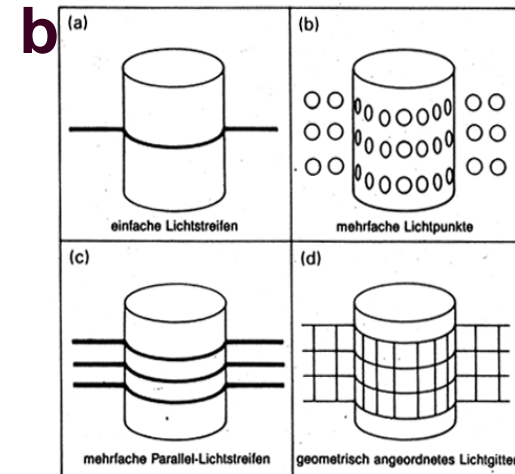 b
(a)
(b)
einfache Lichtstreifen
mehrfache Lichtpunkte
(c)
(d)
mehrfache Parallel-Lichtstreifen
geometrisch angeordnetes Lichtgitter